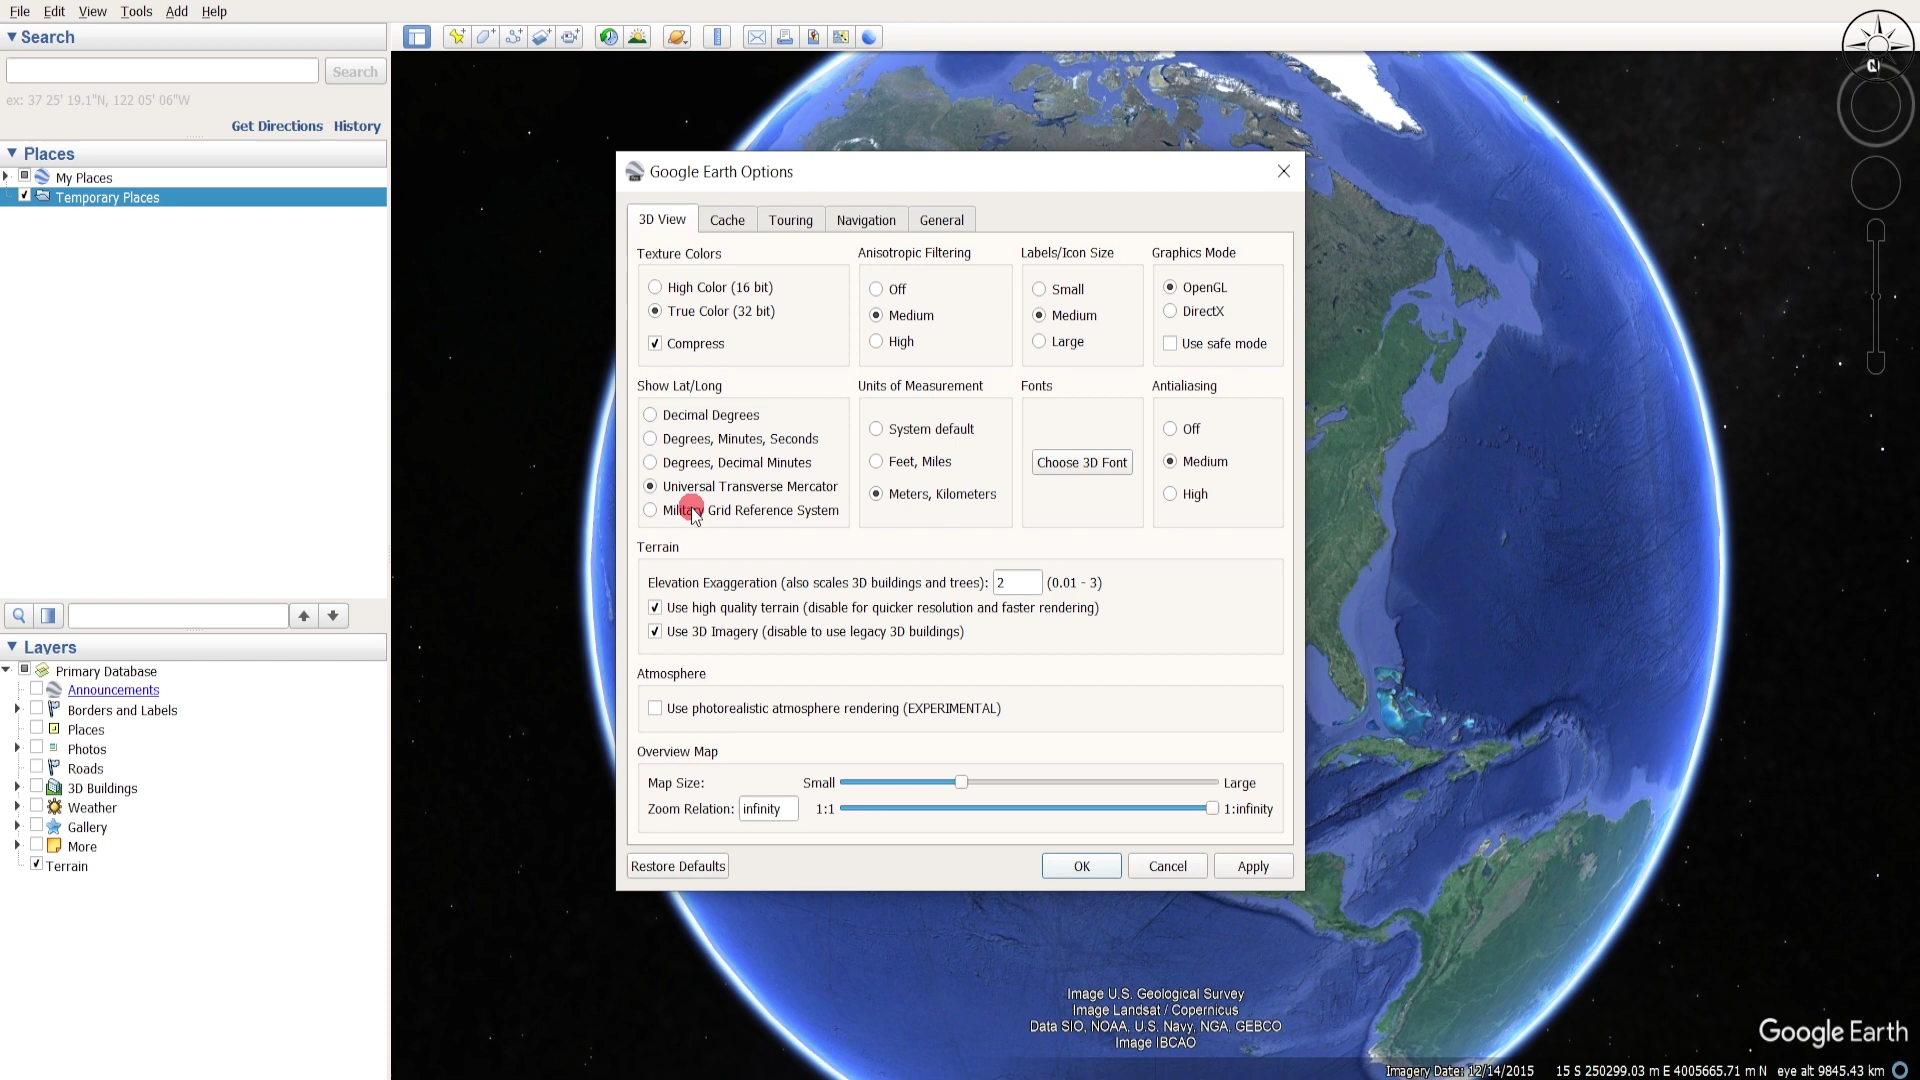 File Edit View Tools Add Help
Search
Search
ex: 37 25' 19.1"N, 122 05' 06"W
Get Directions History
Places
My Places
Temporary Places
Layers
Primary Database
Announcements
Borders and Labels
Places
Photos
Roads
3D Buildings
Weather
Gallery
More
Terrain
Google Earth Options
3D View Cache Touring Navigation General
Texture Colors
High Color (16 bit)
True Color (32 bit)
Compress
Anisotropic Filtering
Off
Medium
High
Labels/Icon Size
Small
Medium
Large
Graphics Mode
OpenGL
DirectX
Use safe mode
Show Lat/Long
Decimal Degrees
Degrees, Minutes, Seconds
Degrees, Decimal Minutes
Universal Transverse Mercator
Military Grid Reference System
Units of Measurement
System default
Feet, Miles
Meters, Kilometers
Fonts
Choose 3D Font
Antialiasing
Off
Medium
High
Terrain
Elevation Exaggeration (also scales 3D buildings and trees): 2 (0.01 - 3)
Use high quality terrain (disable for quicker resolution and faster rendering)
Use 3D Imagery (disable to use legacy 3D buildings)
Atmosphere
Use photorealistic atmosphere rendering (EXPERIMENTAL)
Overview Map
Map Size: Small Large
Zoom Relation: infinity 1:1 1:infinity
Restore Defaults OK Cancel Apply
N
Image U.S. Geological Survey
Image Landsat / Copernicus
Data SIO, NOAA, U.S. Navy, NGA, GEBCO
Image IBCAO
Google Earth
Imagery Date: 12/14/2015 15 S 250299.03 m E 4005665.71 m N eye alt 9845.43 km